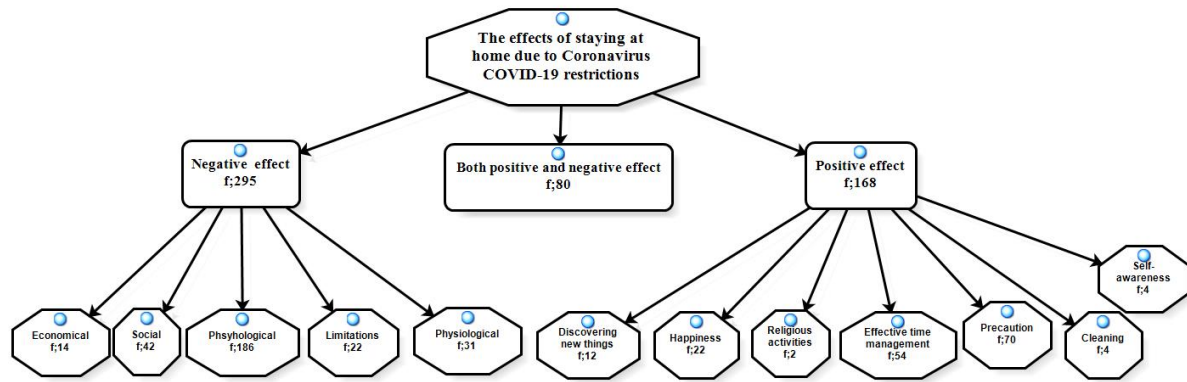 The effects of staying at
home due to Coronavirus
COVID-19 restrictions
Negative effect
f;295
Both positive and negative effect
f;80
Positive effect
f;168
Economical
f;14
Social
f;42
Phsyhological
f;186
Limitations
f;22
Physiological
f;31
Discovering
new things
f;12
Happiness
f;22
Religious
activities
f;2
Effective time
management
f;54
Precaution
f;70
Cleaning
f;4
Self-
awareness
f;4